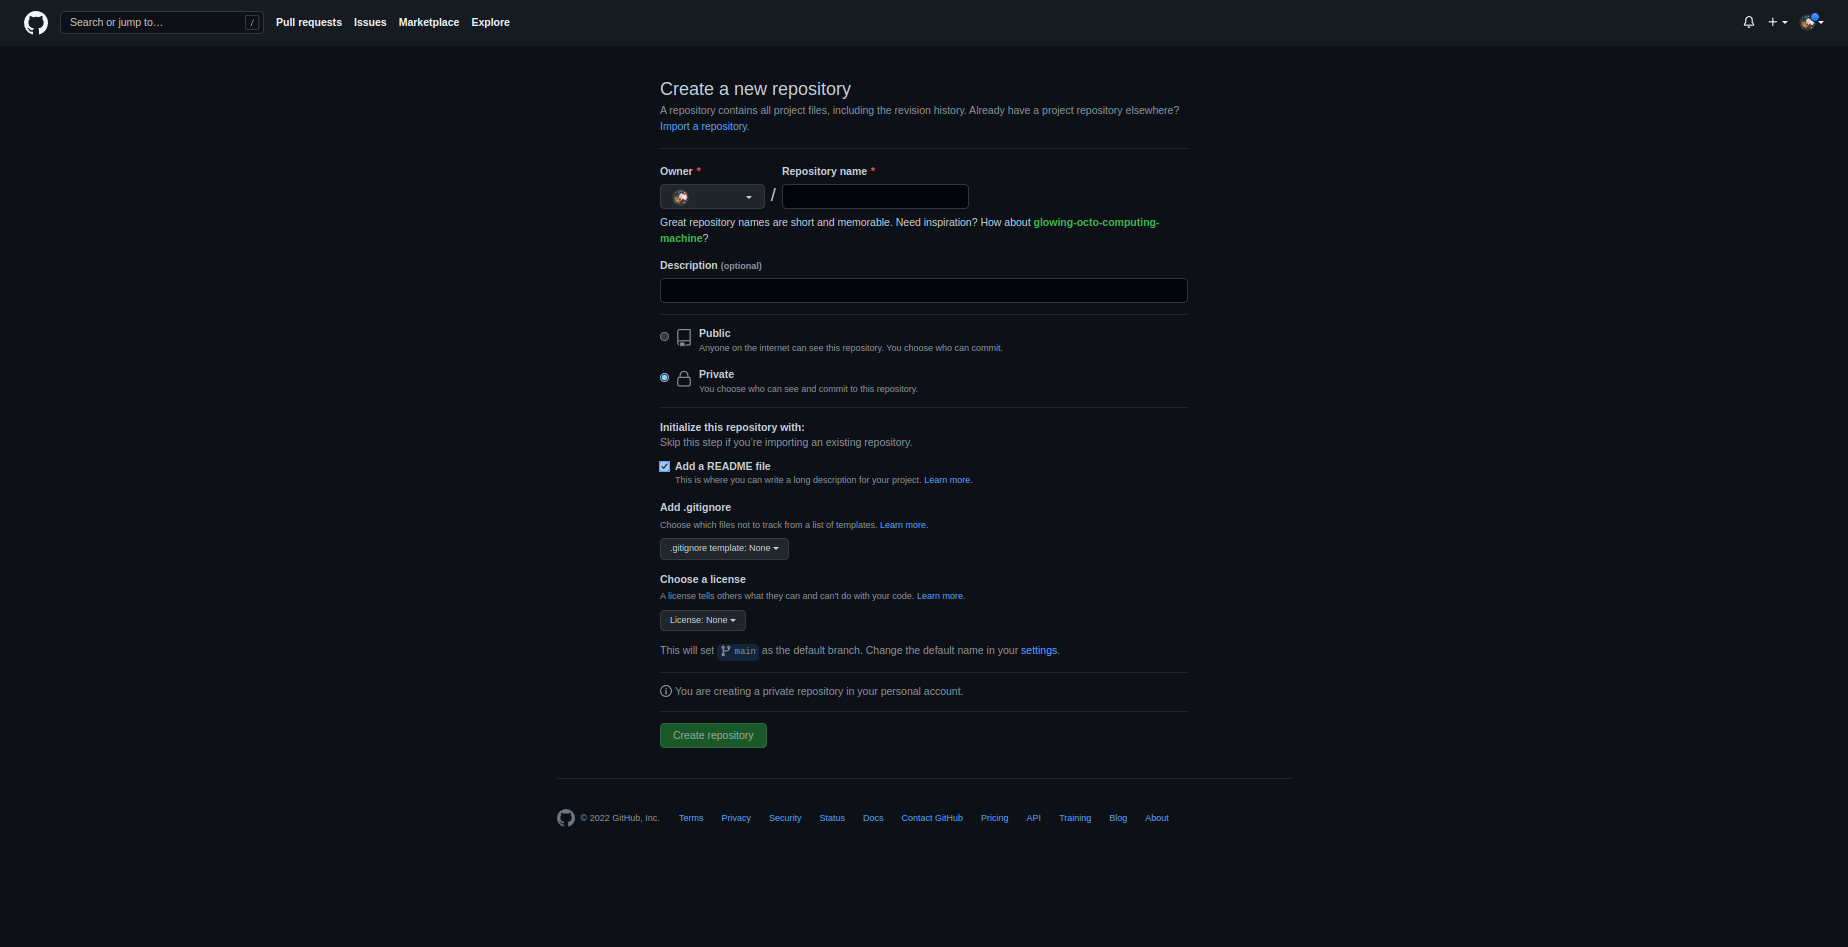 Search or jump to…
/
Pull requests
Issues
Marketplace
Explore
Create a new repository
A repository contains all project files, including the revision history. Already have a project repository elsewhere?
Import a repository.
Owner *
Repository name *
/
Great repository names are short and memorable. Need inspiration? How about glowing-octo-computing-
machine?
Description (optional)
Public
Anyone on the internet can see this repository. You choose who can commit.
Private
You choose who can see and commit to this repository.
Initialize this repository with:
Skip this step if you’re importing an existing repository.
Add a README file
This is where you can write a long description for your project. Learn more.
Add .gitignore
Choose which files not to track from a list of templates. Learn more.
.gitignore template: None
Choose a license
A license tells others what they can and can't do with your code. Learn more.
License: None
This will set main as the default branch. Change the default name in your settings.
You are creating a private repository in your personal account.
Create repository
© 2022 GitHub, Inc.
Terms
Privacy
Security
Status
Docs
Contact GitHub
Pricing
API
Training
Blog
About